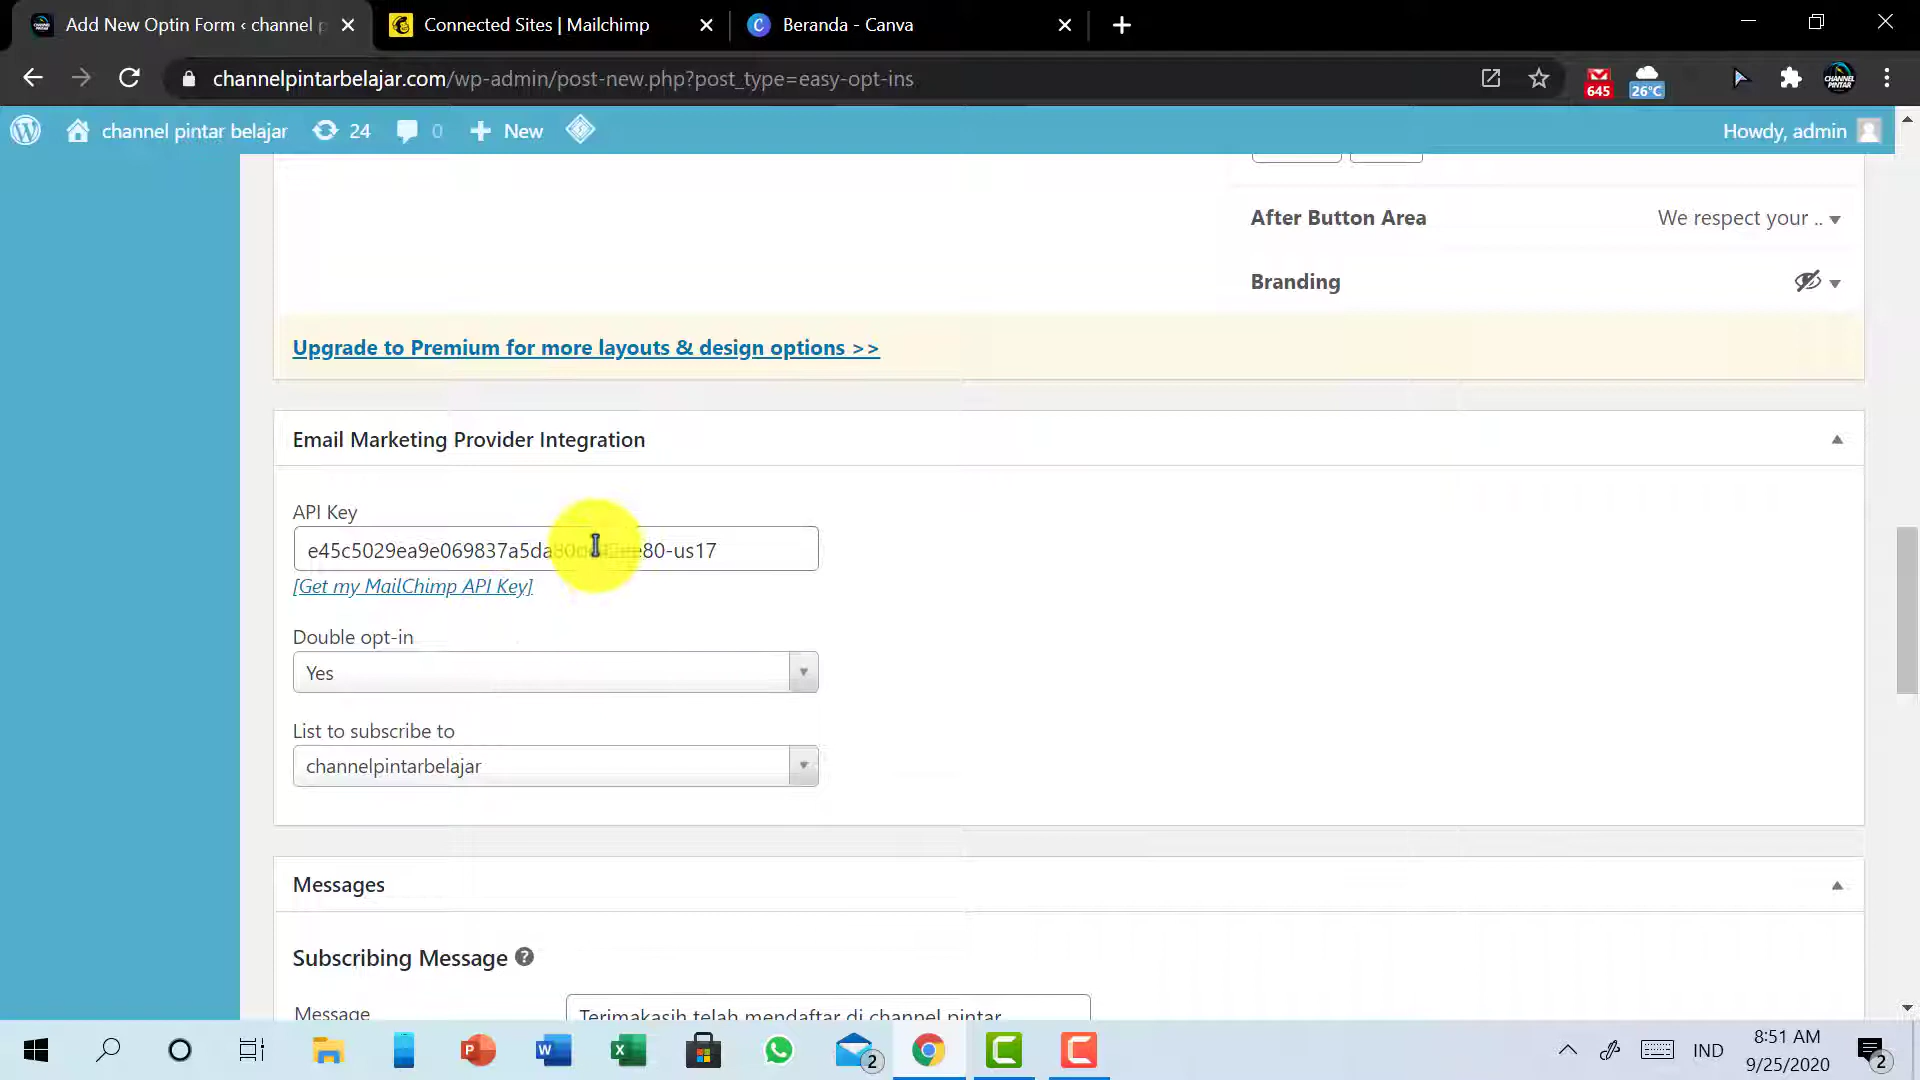 Add New Optin Form ‹ channel p
Connected Sites | Mailchimp
Beranda - Canva
channelpintarbelajar.com/wp-admin/post-new.php?post_type=easy-opt-ins
645
26°C
channel pintar belajar
24
0
New
Howdy, admin
After Button Area
We respect your ..
Branding
Upgrade to Premium for more layouts & design options >>
Email Marketing Provider Integration
API Key
[Get my MailChimp API Key]
Double opt-in
Yes
List to subscribe to
channelpintarbelajar
Messages
Subscribing Message
Message
Terimakasih telah mendaftar di channel pintar
2
IND
8:51 AM
9/25/2020
2